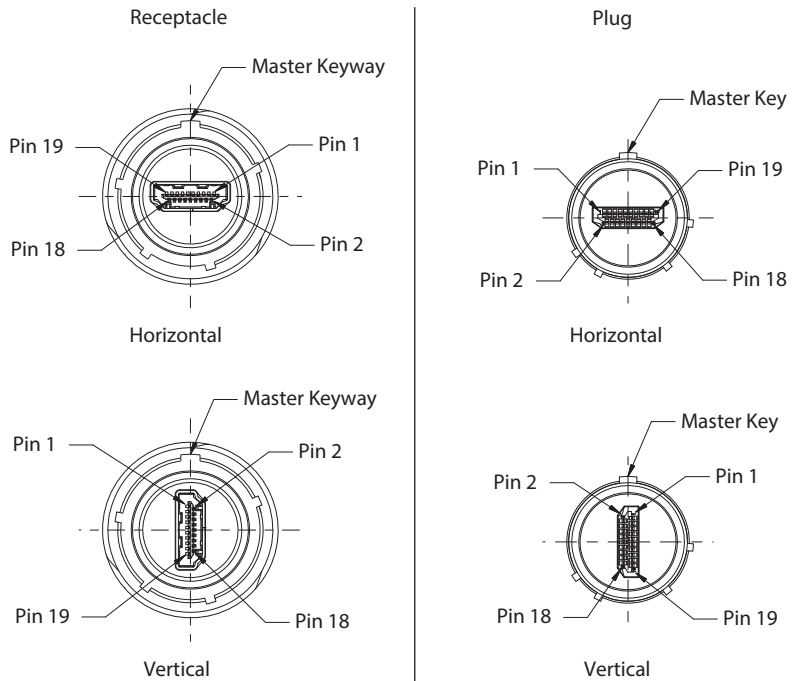 Receptacle
Master Keyway
Pin 19
Pin 1
Pin 18
Pin 2
Horizontal
Master Keyway
Pin 1
Pin 2
Pin 19
Pin 18
Vertical
Plug
Master Key
Pin 1
Pin 19
Pin 2
Pin 18
Horizontal
Master Key
Pin 2
Pin 1
Pin 18
Pin 19
Vertical